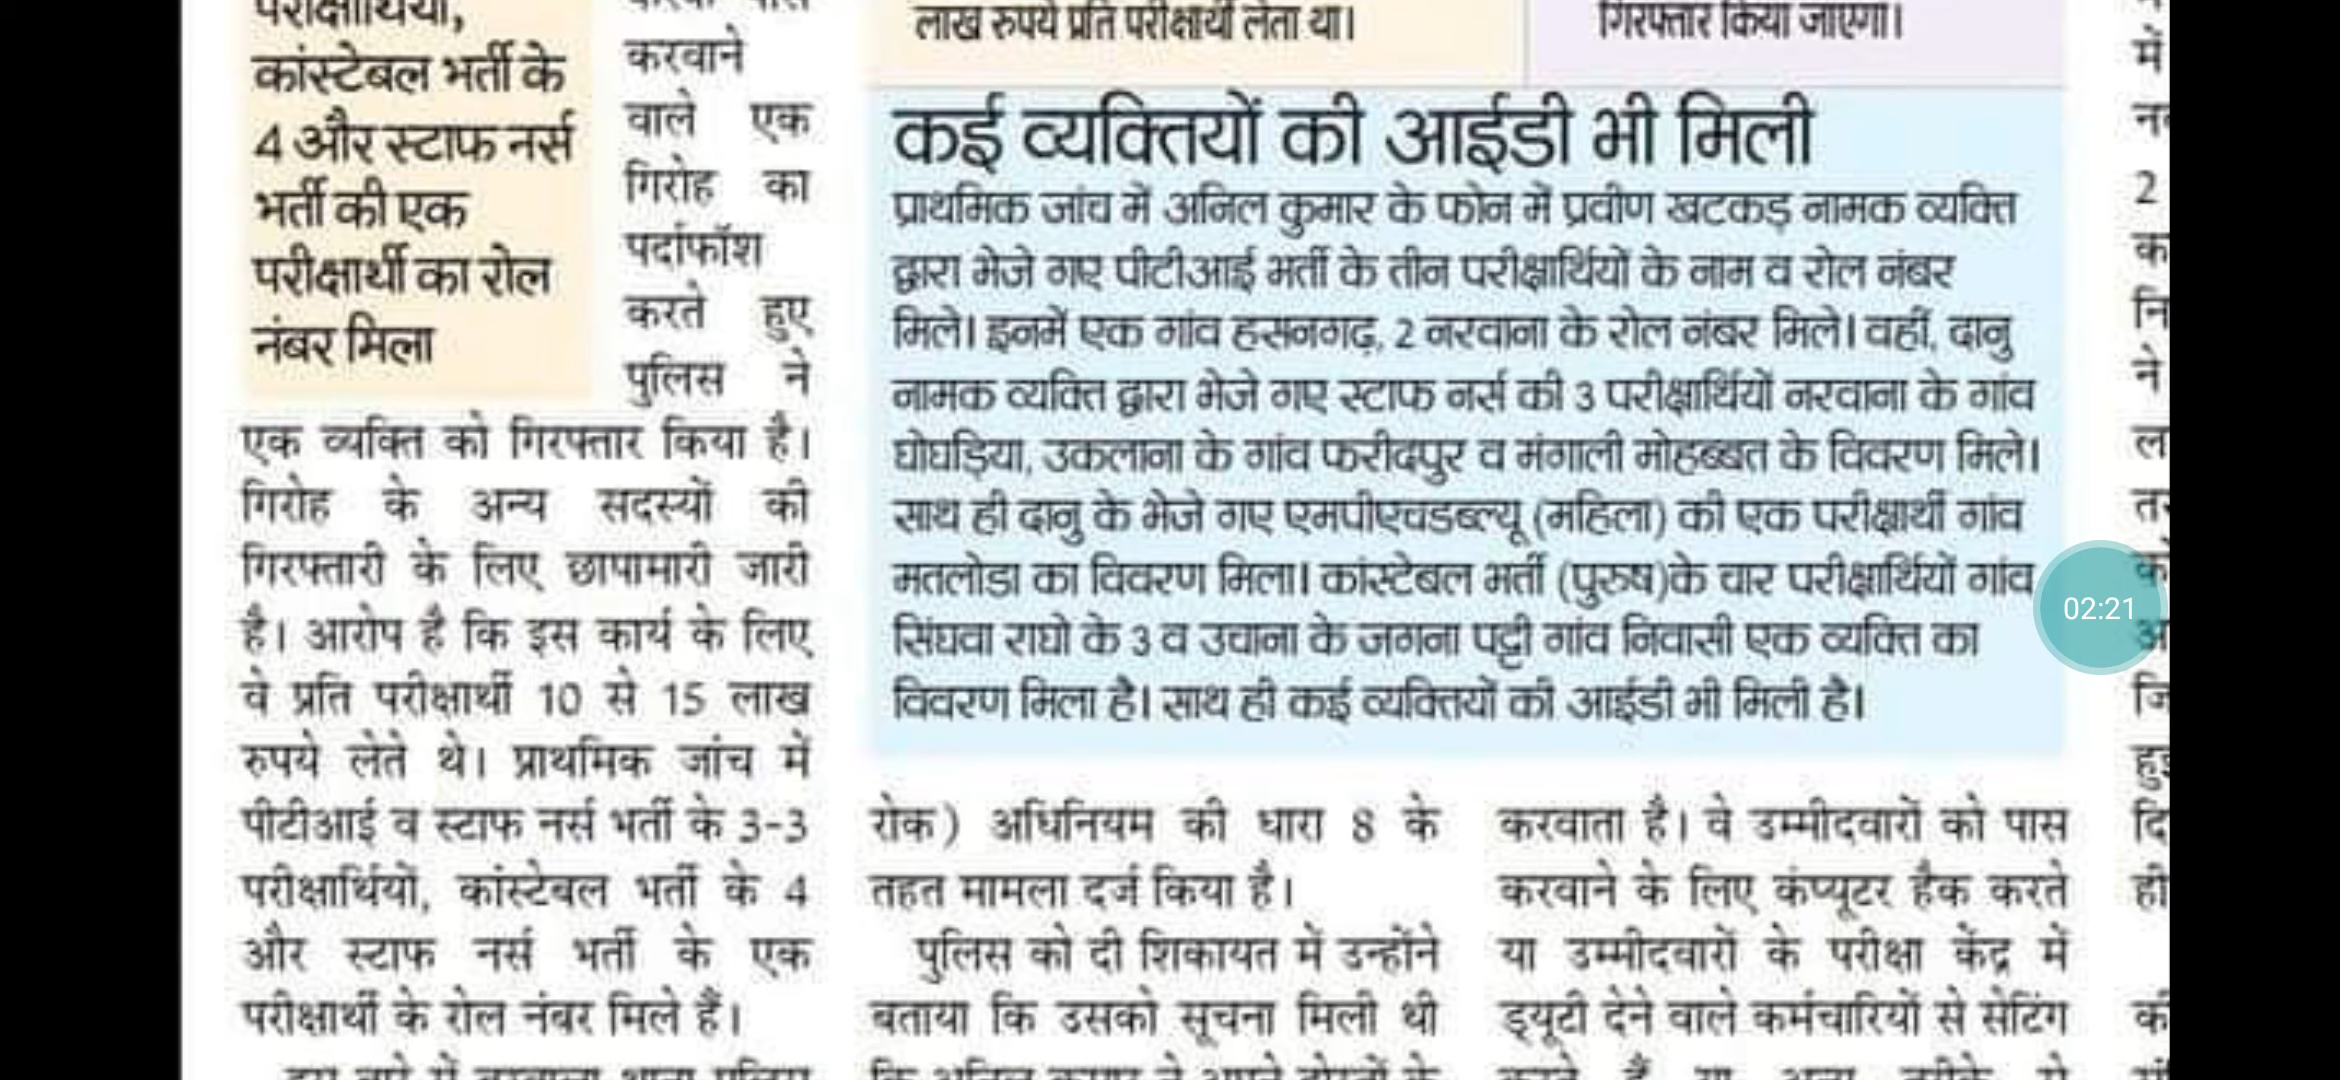 कांस्टेबल भर्ती के
4 और स्टाफ नर्स
भर्ती की एक
परीक्षार्थी का रोल
नंबर मिला
करवाने
वाले एक
गिरोह का
पर्दाफॉश
करते हुए
पुलिस ने
एक व्यक्ति को गिरफ्तार किया है।
गिरोह के अन्य सदस्यों की
गिरफ्तारी के लिए छापामारी जारी
है। आरोप है कि इस कार्य के लिए
वे प्रति परीक्षार्थी 10 से 15 लाख
रुपये लेते थे। प्राथमिक जांच में
पीटीआई व स्टाफ नर्स भर्ती के 3-3
परीक्षार्थियों, कांस्टेबल भर्ती के 4
और स्टाफ नर्स भर्ती के एक
परीक्षार्थी के रोल नंबर मिले हैं।
लाख रुपये प्रति परीक्षार्थी लेता था।
गिरफ्तार किया जाएगा।
कई व्यक्तियों की आईडी भी मिली
प्राथमिक जांच में अनिल कुमार के फोन में प्रवीण खटकड़ नामक व्यक्ति
द्वारा भेजे गए पीटीआई भर्ती के तीन परीक्षार्थियों के नाम व रोल नंबर
मिले। इनमें एक गांव हसनगढ़, 2 नरवाना के रोल नंबर मिले। वहीं, दानु
नामक व्यक्ति द्वारा भेजे गए स्टाफ नर्स की 3 परीक्षार्थियों नरवाना के गांव
घोघड़िया, उकलाना के गांव फरीदपुर व मंगाली मोहब्बत के विवरण मिले।
साथ ही दानु के भेजे गए एमपीएचडब्ल्यू (महिला) की एक परीक्षार्थी गांव
मतलोडा का विवरण मिला। कांस्टेबल भर्ती (पुरुष)के चार परीक्षार्थियों गांव
सिंघवा राघो के 3 व उचाना के जगना पट्टी गांव निवासी एक व्यक्ति का
विवरण मिला है। साथ ही कई व्यक्तियों की आईडी भी मिली है।
रोक) अधिनियम की धारा 8 के
तहत मामला दर्ज किया है।
पुलिस को दी शिकायत में उन्होंने
बताया कि उसको सूचना मिली थी
करवाता है। वे उम्मीदवारों को पास
करवाने के लिए कंप्यूटर हैक करते
या उम्मीदवारों के परीक्षा केंद्र में
ड्यूटी देने वाले कर्मचारियों से सेटिंग
02:21